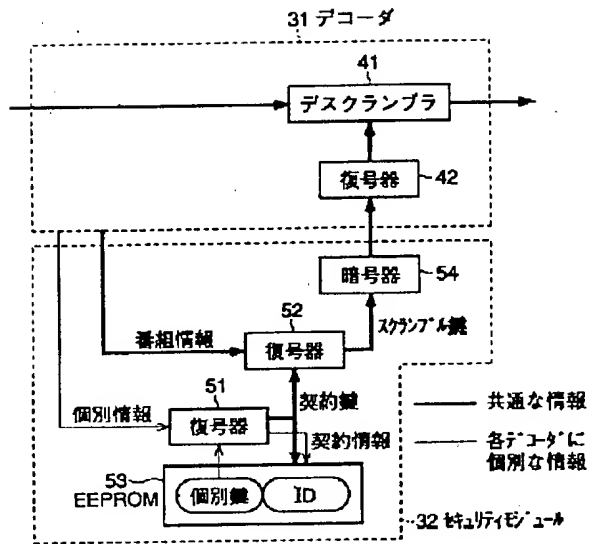 31 デコーダ
41
デスクランブラ
復号器
42
暗号器
54
52
スクランブル鍵
番組情報
復号器
51
契約鍵
個別情報
共通な情報
復号器
契約情報
各デコーダに
個別な情報
53
EEPROM
個別鍵
ID
32 セキュリティモジュール